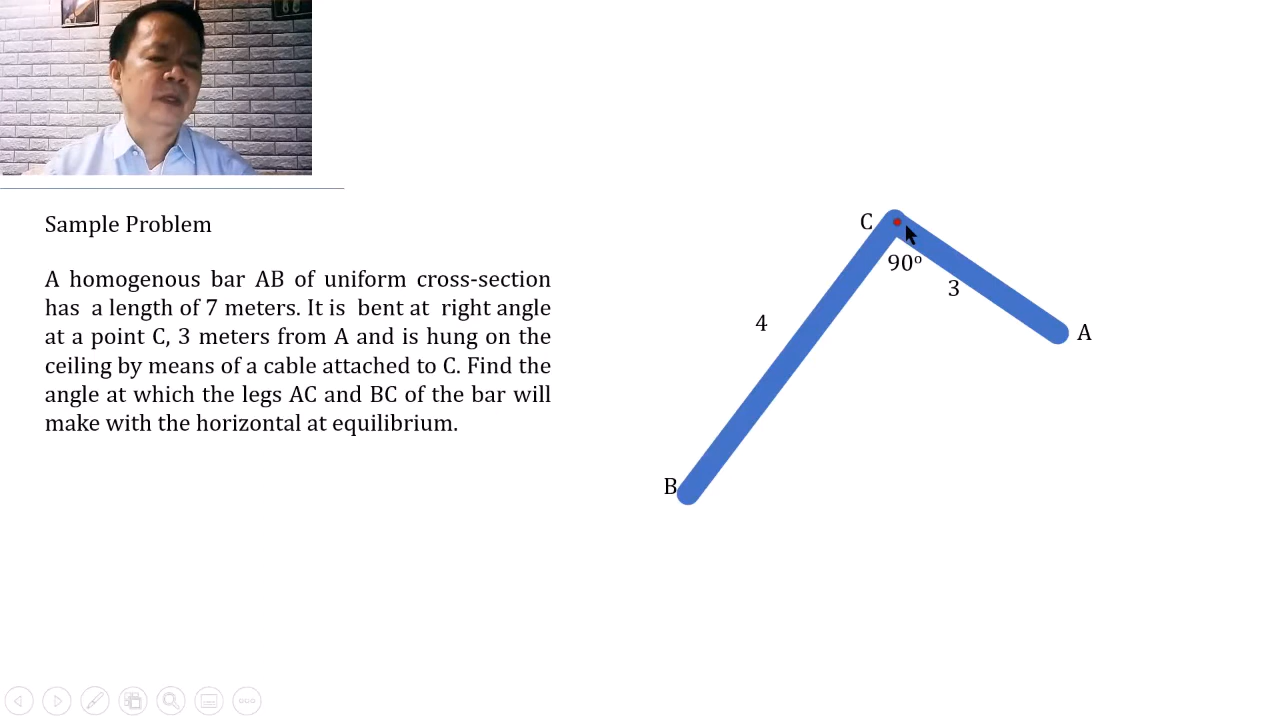 Sample Problem
A homogenous bar AB of uniform cross-section
has a length of 7 meters. It is bent at right angle
at a point C, 3 meters from A and is hung on the
ceiling by means of a cable attached to C. Find the
angle at which the legs AC and BC of the bar will
make with the horizontal at equilibrium.
C
90º
3
4
A
B